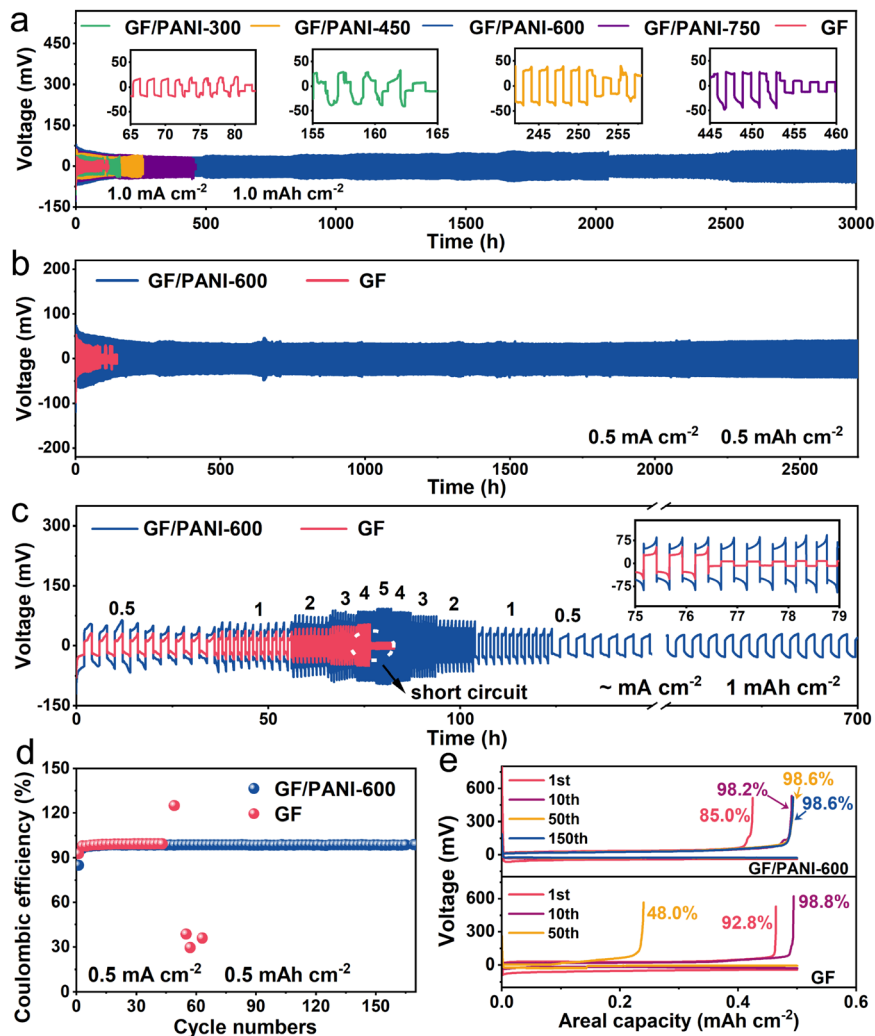 a
GF/PANI-300 GF/PANI-450 GF/PANI-600 GF/PANI-750 GF
Voltage (mV)
450
300
150
0
-150
50
0
-50
65 70 75 80
50
0
-50
155 160 165
50
0
-50
245 250 255
50
0
-50
445 450 455 460
1.0 mA cm-2 1.0 mAh cm-2
0 500 1000 1500 2000 2500 3000
Time (h)
b
GF/PANI-600 GF
Voltage (mV)
200
100
0
-100
-200
0.5 mA cm-2 0.5 mAh cm-2
0 500 1000 1500 2000 2500
Time (h)
c
GF/PANI-600 GF
Voltage (mV)
300
150
0
-150
75
0
-75
75 76 77 78 79
0.5 1 2 3 4 5 4 3 2 1 0.5
short circuit
~ mA cm-2 1 mAh cm-2
0 50 100 700
Time (h)
d
Coulombic efficiency (%)
150
120
90
60
30
0
GF/PANI-600
GF
0.5 mA cm-2 0.5 mAh cm-2
0 30 60 90 120 150
Cycle numbers
e
Voltage (mV)
600
300
0
1st
10th
50th
150th
85.0%
98.2%
98.6%
98.6%
GF/PANI-600
600
300
0
1st
10th
50th
48.0%
92.8%
98.8%
GF
0.0 0.2 0.4 0.6
Areal capacity (mAh cm-2)